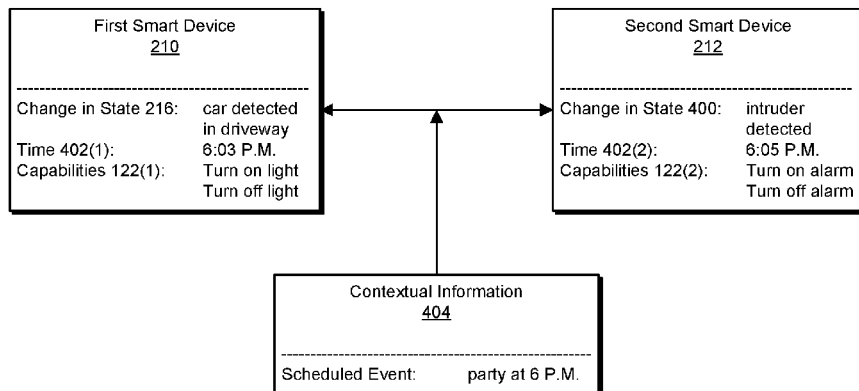 First Smart Device
210
Change in State 216: car detected
in driveway
Time 402(1): 6:03 P.M.
Capabilities 122(1): Turn on light
Turn off light
Second Smart Device
212
Change in State 400: intruder
detected
Time 402(2): 6:05 P.M.
Capabilities 122(2): Turn on alarm
Turn off alarm
Contextual Information
404
Scheduled Event: party at 6 P.M.